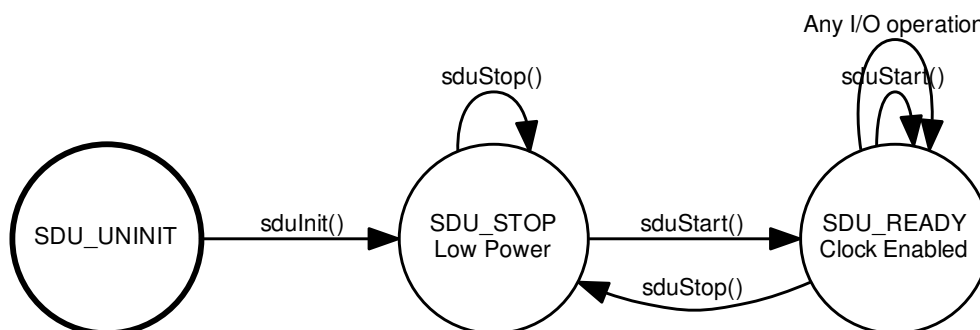 Any I/O operation
sduStop()
sduStart()
SDU_UNINIT
sduInit()
SDU_STOP
Low Power
sduStart()
SDU_READY
Clock Enabled
sduStop()